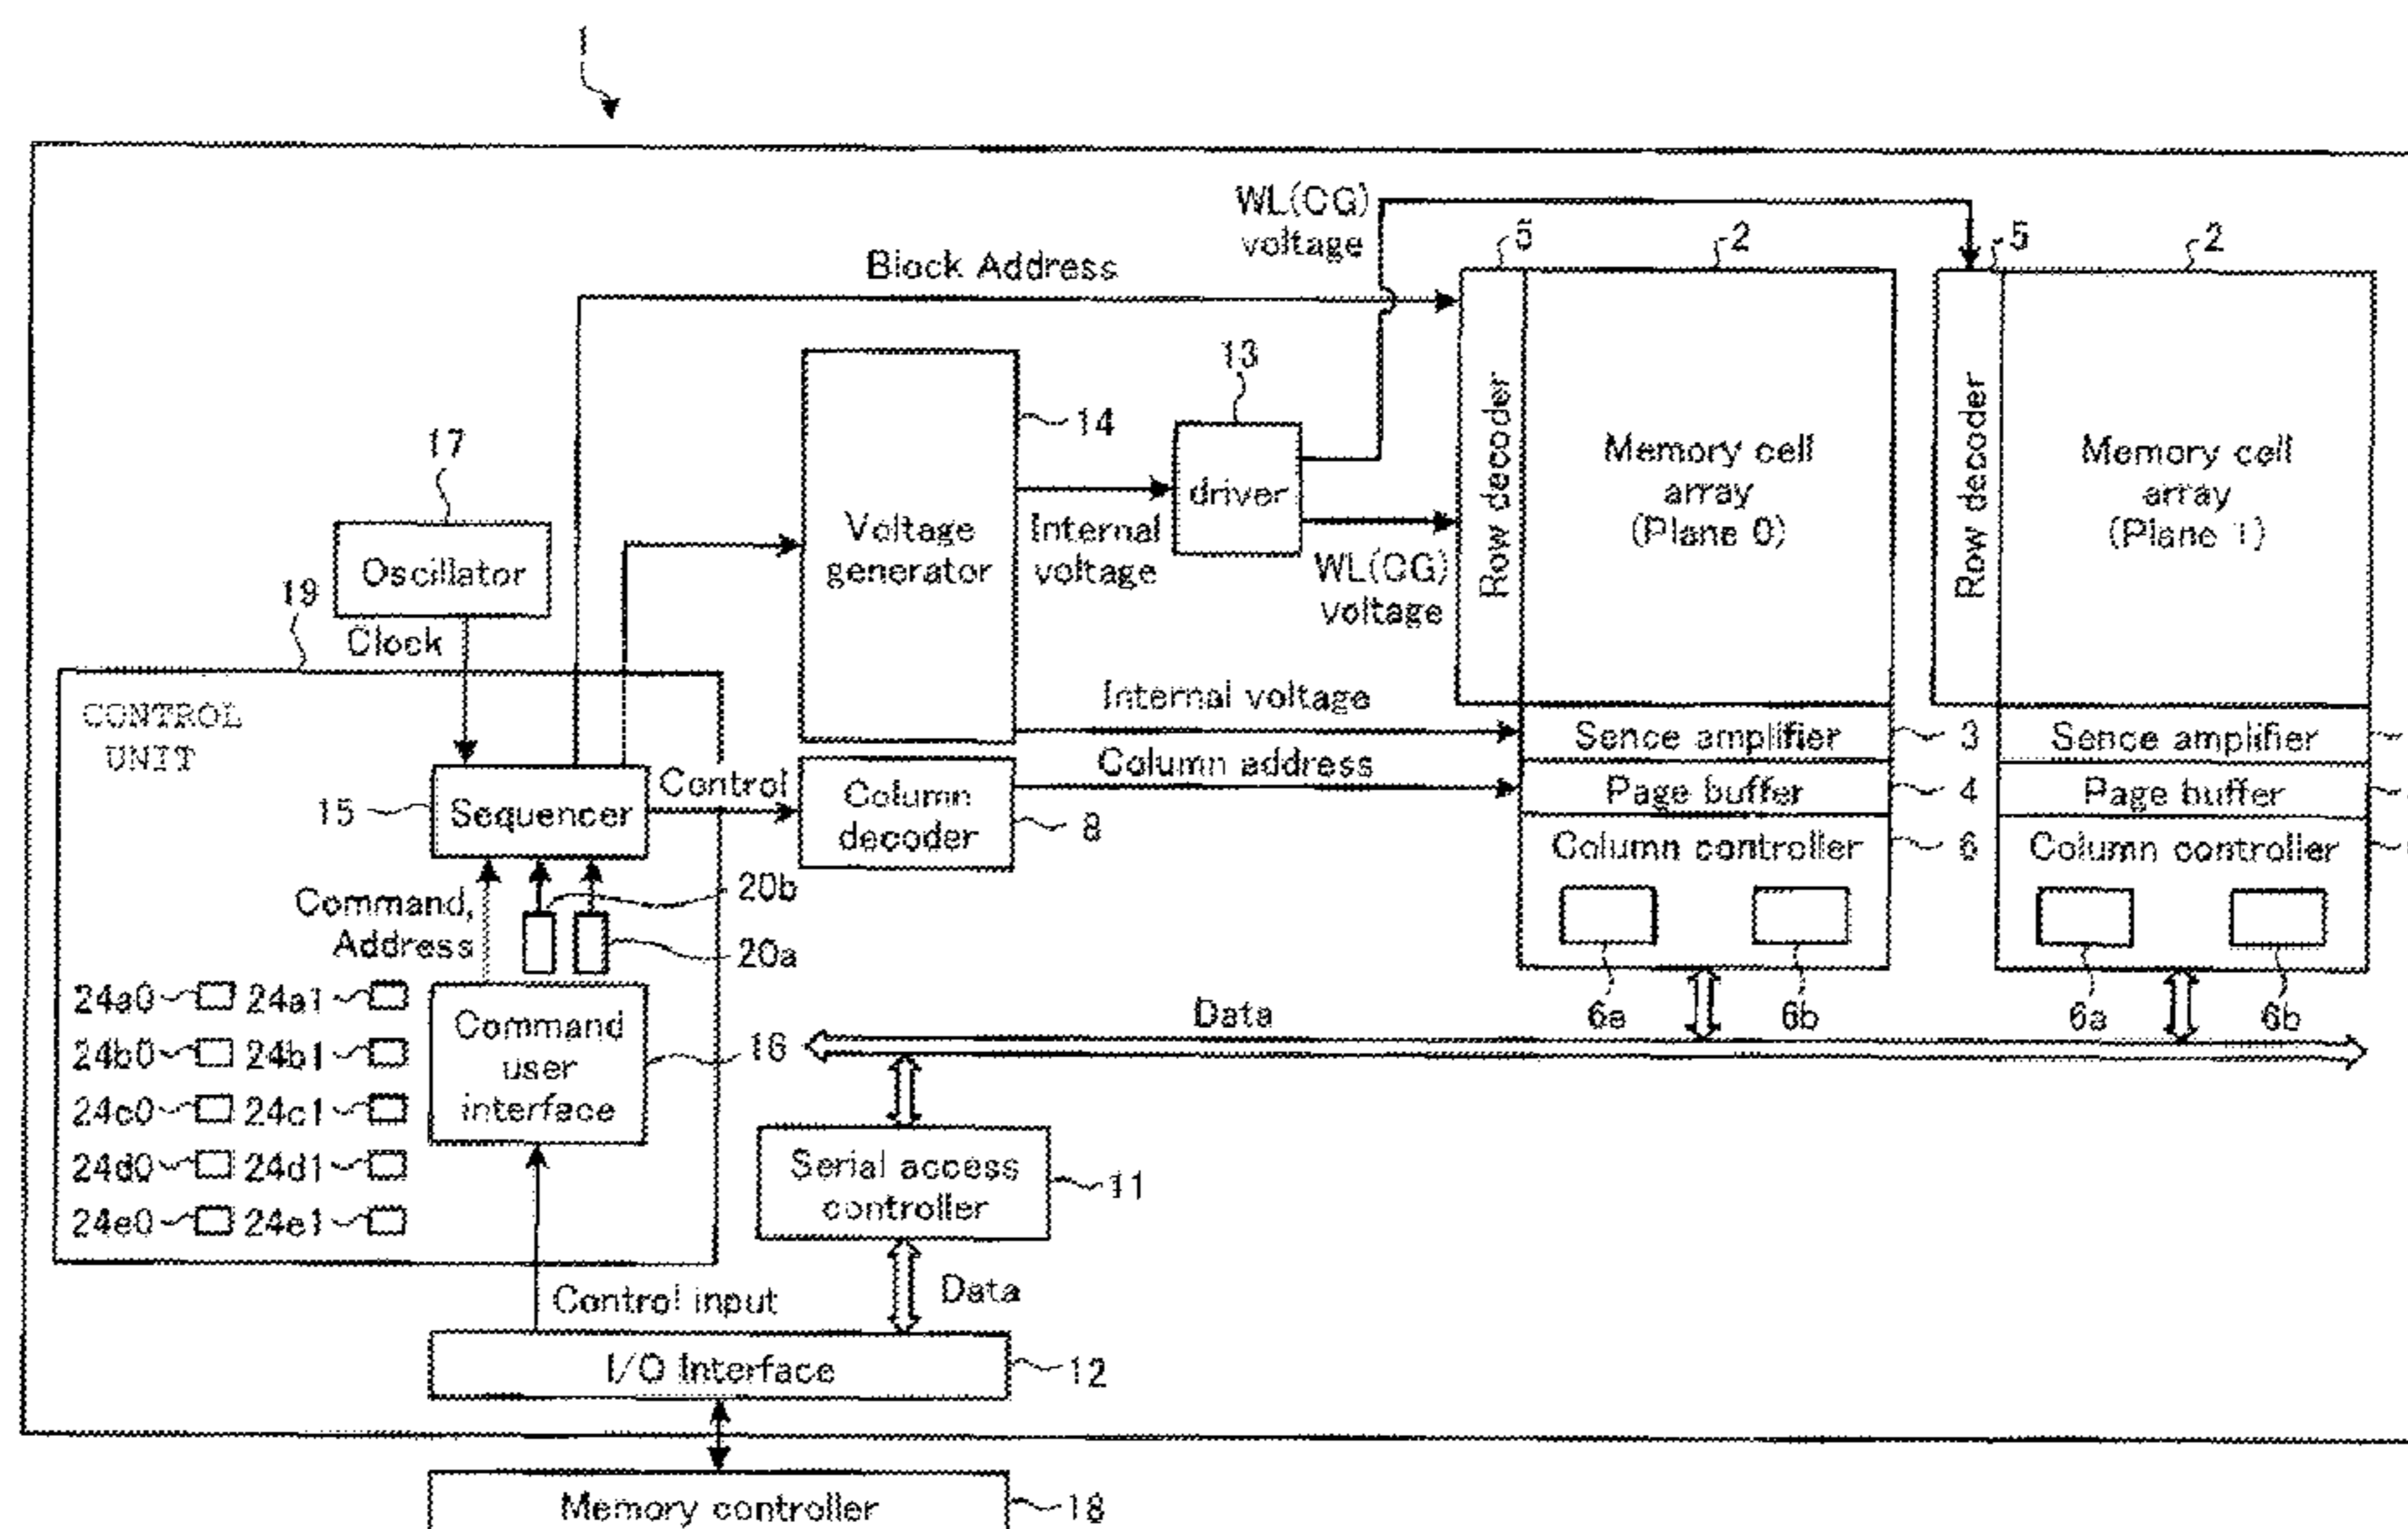 1
WL(CG)
voltage
5
2
5
2
Block Address
13
14
17
driver
Row decoder
Memory cell
array
(Plane 0)
Row decoder
Memory cell
array
(Plane 1)
Voltage
generator
Internal
voltage
WL(CG)
voltage
Oscillator
19
Clock
CONTROL
UNIT
Internal voltage
Sence amplifier
3
Sence amplifier
Column address
Control
15
Sequencer
Column
decoder
8
Page buffer
4
Page buffer
Column controller
6
Column controller
Command,
Address
20b
20a
6a
6b
6a
6b
24a0
24a1
24b0
24b1
24c0
24c1
24d0
24d1
24e0
24e1
Command
user
interface
16
Data
Serial access
controller
11
Control input
Data
I/O Interface
12
Memory controller
18